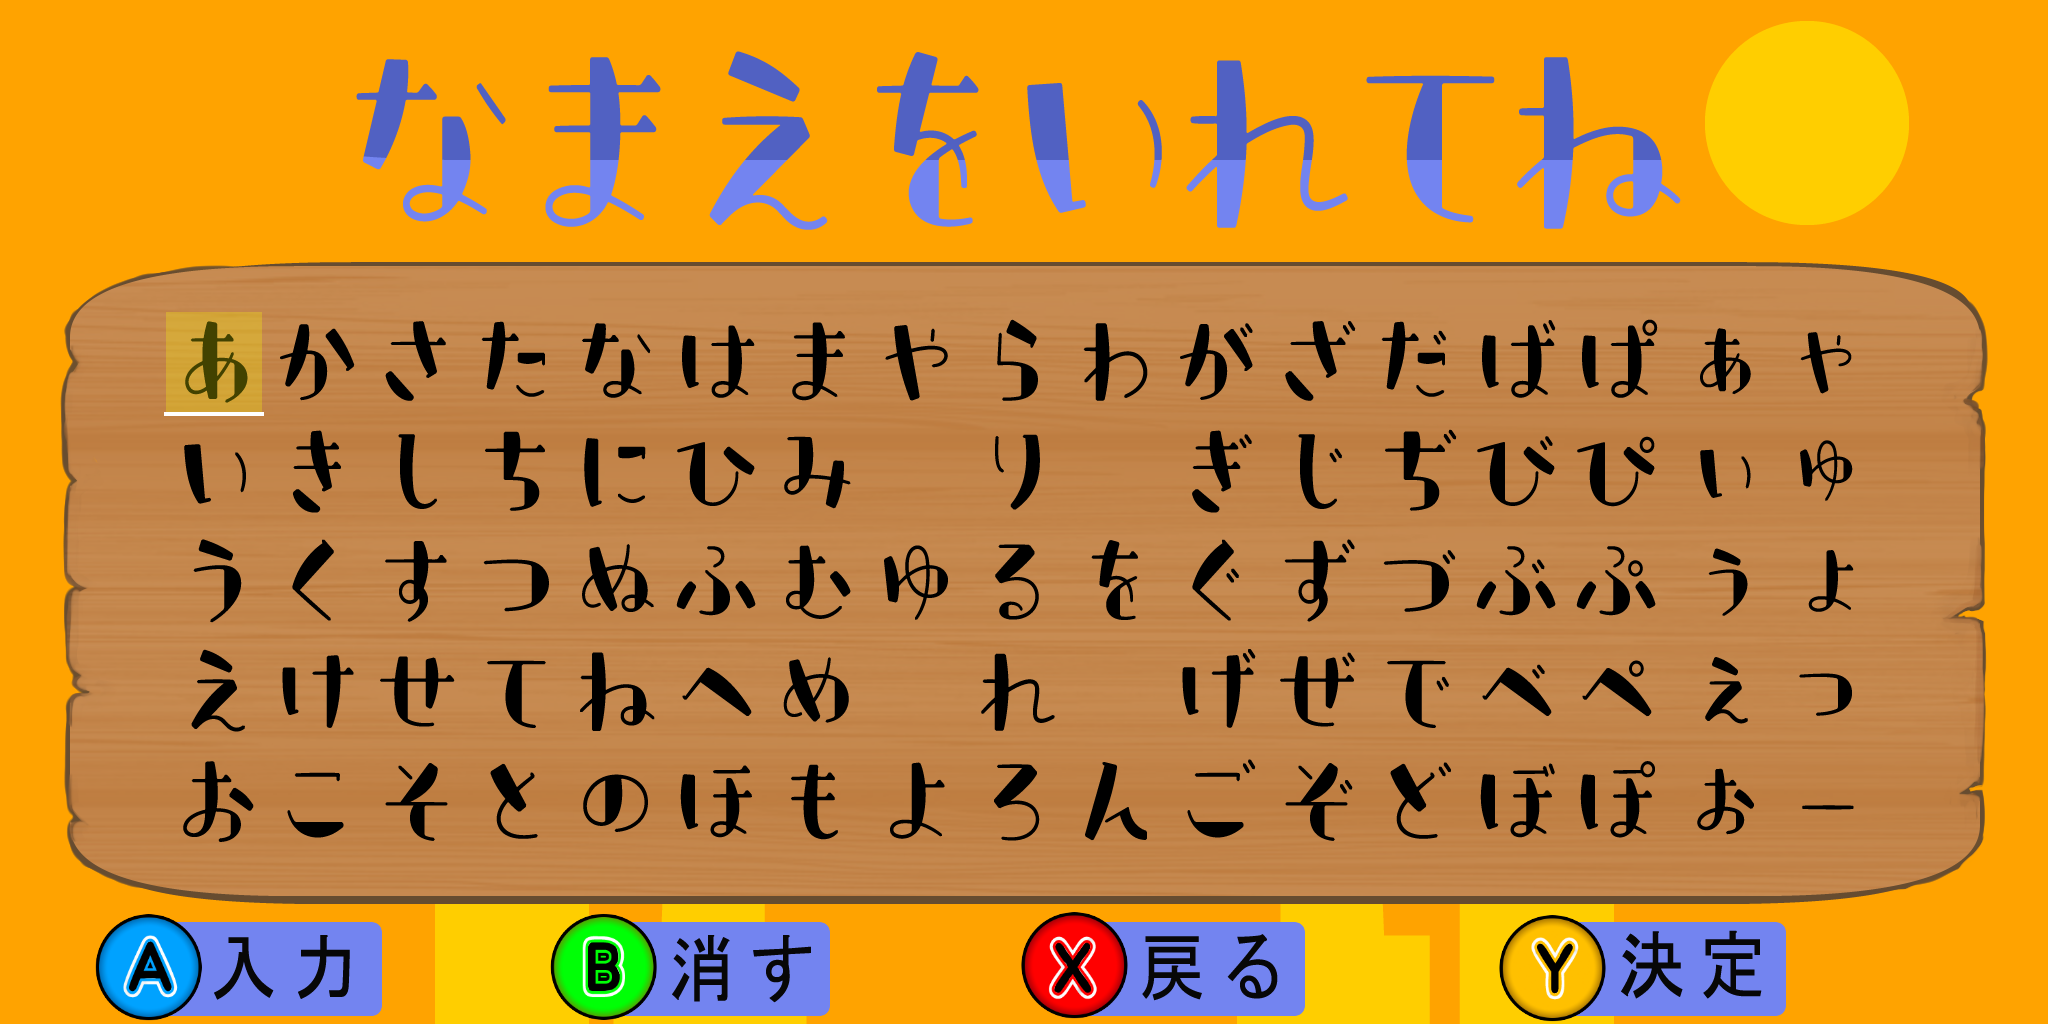 なまえをいれてね
あ か さ た な は ま や ら わ が ざ だ ば ぱ ぁ ゃ
い き し ち に ひ み り ぎ じ ぢ び ぴ ぃ ゅ
う く す つ ぬ ふ む ゆ る を ぐ ず づ ぶ ぷ ぅ ょ
え け せ て ね へ め れ げ ぜ で べ ぺ ぇ っ
お こ そ と の ほ も よ ろ ん ご ぞ ど ぼ ぽ ぉ ー
A 入力 B 消す X 戻る Y 決定